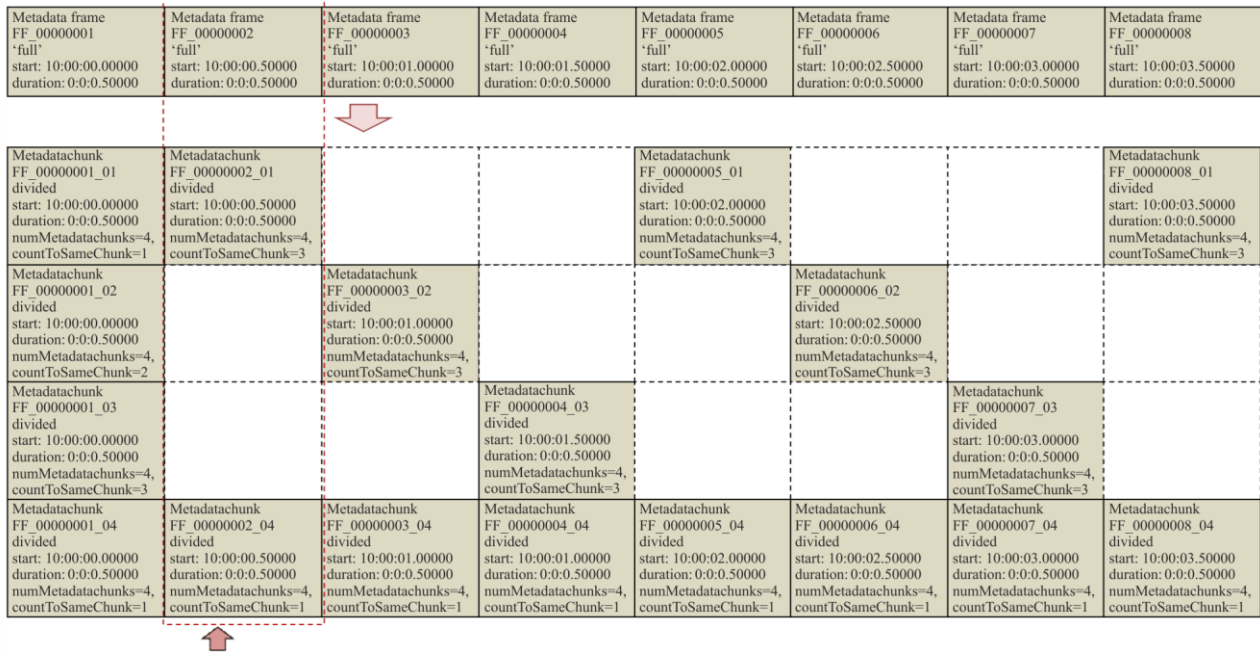 Metadata frame
FF_00000001
‘full’
start: 10:00:00.00000
duration: 0:0:0.50000
Metadata frame
FF_00000002
‘full’
start: 10:00:00.50000
duration: 0:0:0.50000
Metadata frame
FF_00000003
‘full’
start: 10:00:01.00000
duration: 0:0:0.50000
Metadata frame
FF_00000004
‘full’
start: 10:00:01.50000
duration: 0:0:0.50000
Metadata frame
FF_00000005
‘full’
start: 10:00:02.00000
duration: 0:0:0.50000
Metadata frame
FF_00000006
‘full’
start: 10:00:02.50000
duration: 0:0:0.50000
Metadata frame
FF_00000007
‘full’
start: 10:00:03.00000
duration: 0:0:0.50000
Metadata frame
FF_00000008
‘full’
start: 10:00:03.50000
duration: 0:0:0.50000
Metadatachunk
FF_00000001_01
divided
start: 10:00:00.00000
duration: 0:0:0.50000
numMetadatachunks=4,
countToSameChunk=1
Metadatachunk
FF_00000002_01
divided
start: 10:00:00.50000
duration: 0:0:0.50000
numMetadatachunks=4,
countToSameChunk=3
Metadatachunk
FF_00000005_01
divided
start: 10:00:02.00000
duration: 0:0:0.50000
numMetadatachunks=4,
countToSameChunk=3
Metadatachunk
FF_00000008_01
divided
start: 10:00:03.50000
duration: 0:0:0.50000
numMetadatachunks=4,
countToSameChunk=3
Metadatachunk
FF_00000001_02
divided
start: 10:00:00.00000
duration: 0:0:0.50000
numMetadatachunks=4,
countToSameChunk=2
Metadatachunk
FF_00000003_02
divided
start: 10:00:01.00000
duration: 0:0:0.50000
numMetadatachunks=4,
countToSameChunk=3
Metadatachunk
FF_00000006_02
divided
start: 10:00:02.50000
duration: 0:0:0.50000
numMetadatachunks=4,
countToSameChunk=3
Metadatachunk
FF_00000001_03
divided
start: 10:00:00.00000
duration: 0:0:0.50000
numMetadatachunks=4,
countToSameChunk=3
Metadatachunk
FF_00000004_03
divided
start: 10:00:01.50000
duration: 0:0:0.50000
numMetadatachunks=4,
countToSameChunk=3
Metadatachunk
FF_00000007_03
divided
start: 10:00:03.00000
duration: 0:0:0.50000
numMetadatachunks=4,
countToSameChunk=3
Metadatachunk
FF_00000001_04
divided
start: 10:00:00.00000
duration: 0:0:0.50000
numMetadatachunks=4,
countToSameChunk=1
Metadatachunk
FF_00000002_04
divided
start: 10:00:00.50000
duration: 0:0:0.50000
numMetadatachunks=4,
countToSameChunk=1
Metadatachunk
FF_00000003_04
divided
start: 10:00:01.00000
duration: 0:0:0.50000
numMetadatachunks=4,
countToSameChunk=1
Metadatachunk
FF_00000004_04
divided
start: 10:00:01.00000
duration: 0:0:0.50000
numMetadatachunks=4,
countToSameChunk=1
Metadatachunk
FF_00000005_04
divided
start: 10:00:02.00000
duration: 0:0:0.50000
numMetadatachunks=4,
countToSameChunk=1
Metadatachunk
FF_00000006_04
divided
start: 10:00:02.50000
duration: 0:0:0.50000
numMetadatachunks=4,
countToSameChunk=1
Metadatachunk
FF_00000007_04
divided
start: 10:00:03.00000
duration: 0:0:0.50000
numMetadatachunks=4,
countToSameChunk=1
Metadatachunk
FF_00000008_04
divided
start: 10:00:03.50000
duration: 0:0:0.50000
numMetadatachunks=4,
countToSameChunk=1